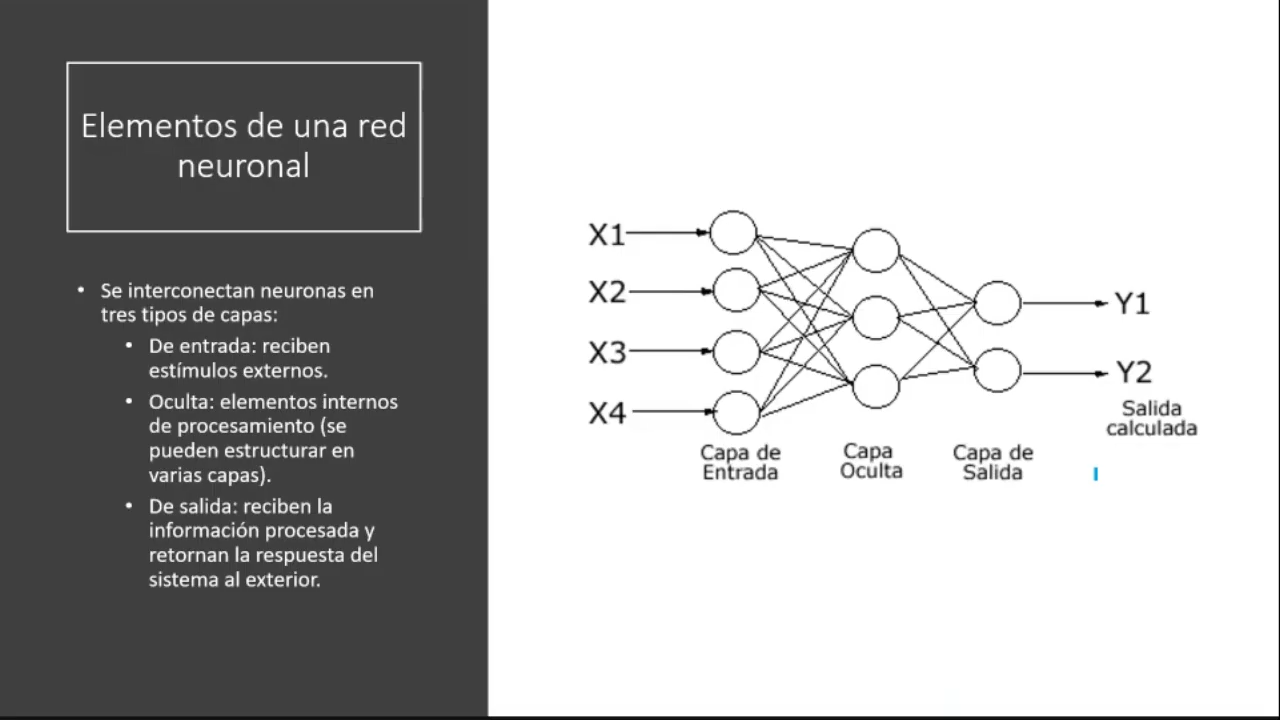 Elementos de una red
neuronal
• Se interconectan neuronas en
tres tipos de capas:
• De entrada: reciben
estímulos externos.
• Oculta: elementos internos
de procesamiento (se
pueden estructurar en
varias capas).
• De salida: reciben la
información procesada y
retornan la respuesta del
sistema al exterior.
X1
X2
X3
X4
Capa de
Entrada
Capa
Oculta
Capa de
Salida
Y1
Y2
Salida
calculada